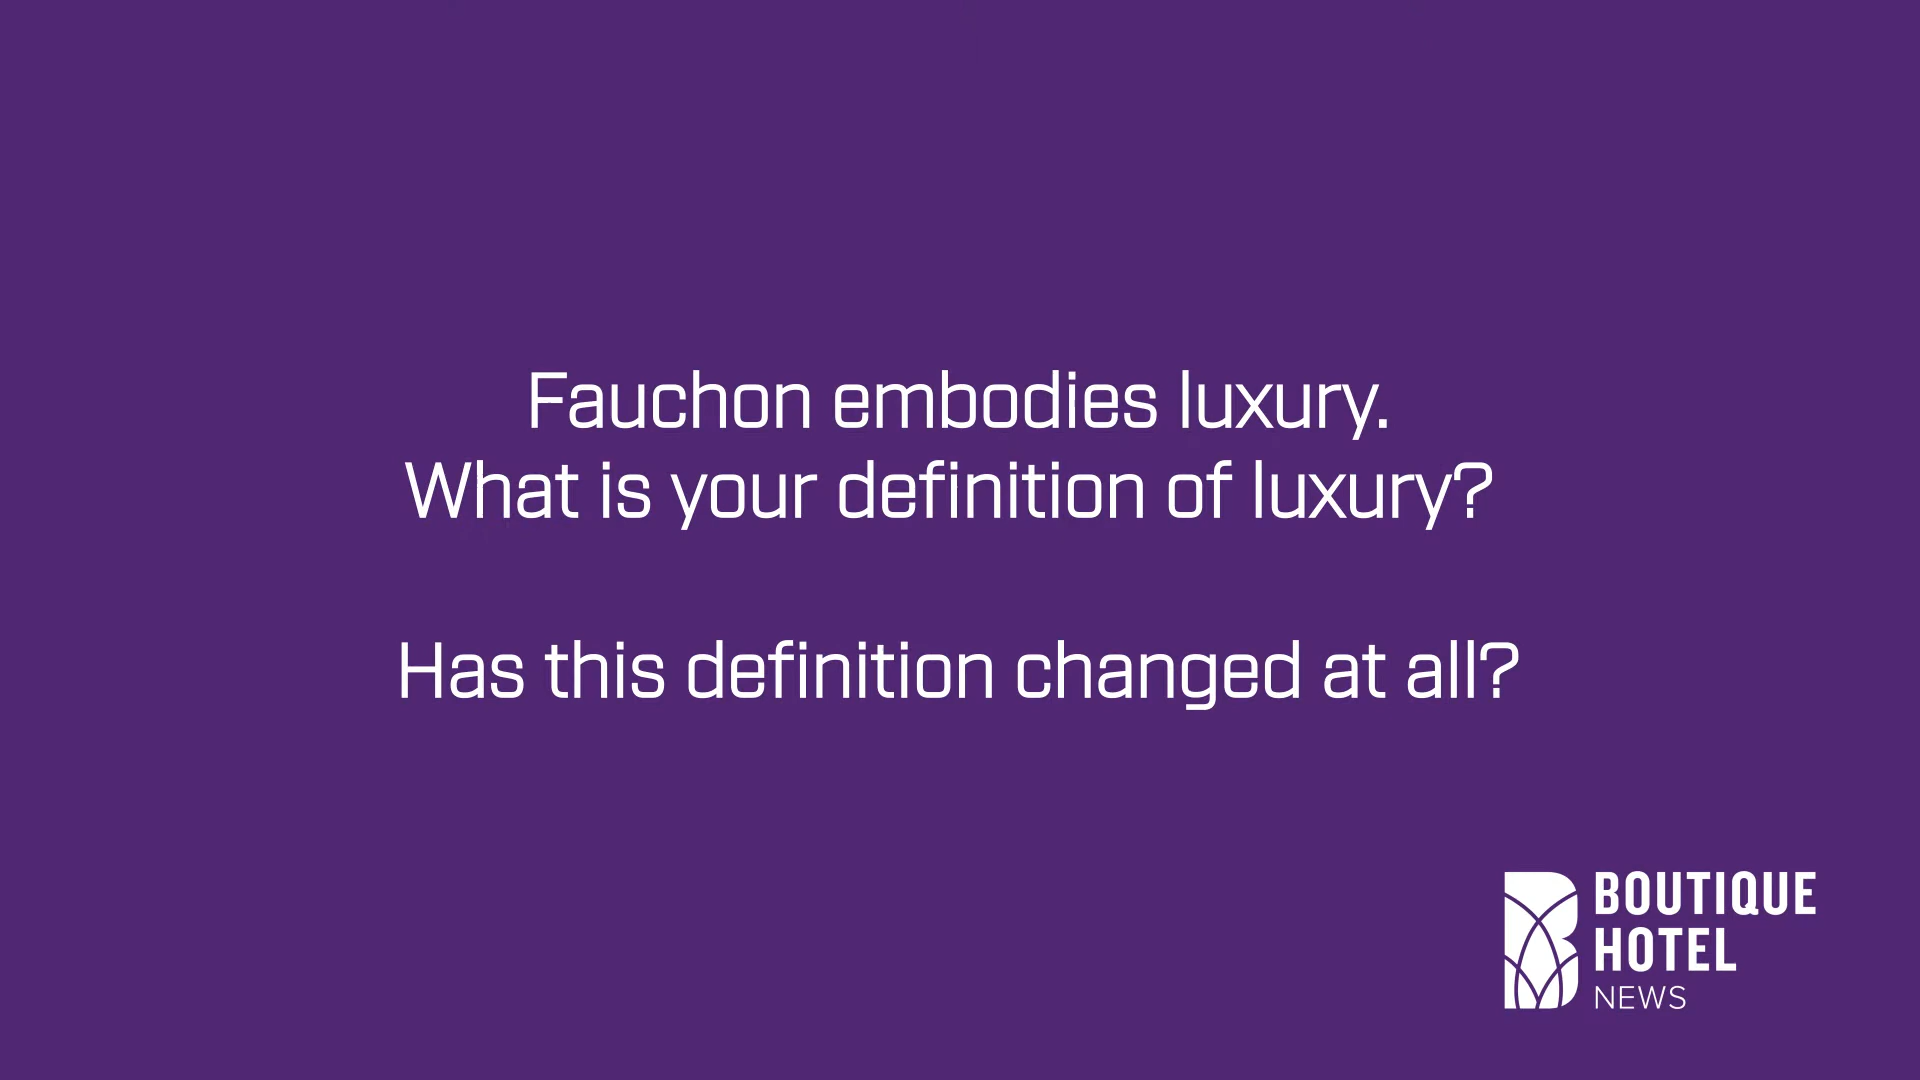 Fauchon embodies luxury.
What is your definition of luxury?
Has this definition changed at all?
BOUTIQUE
HOTEL
NEWS